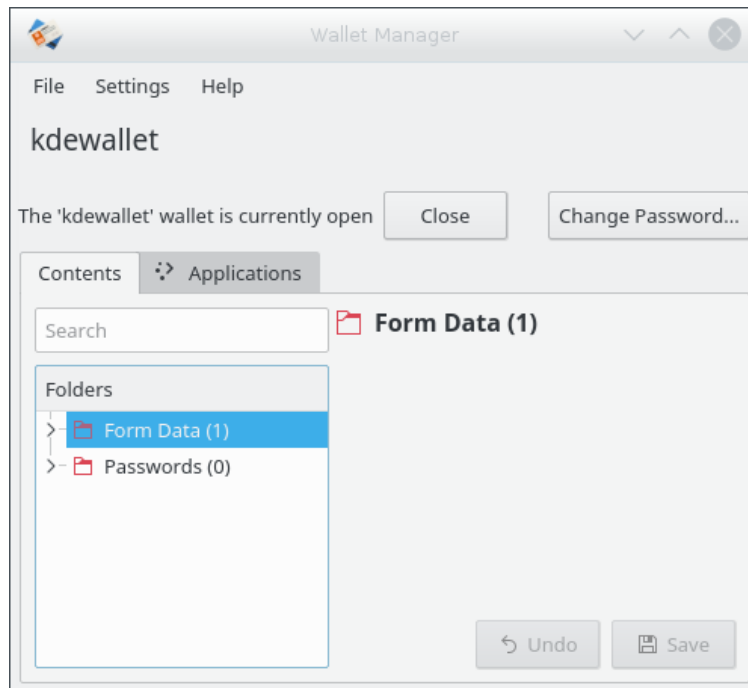 Wallet Manager
File Settings Help
kdewallet
The 'kdewallet' wallet is currently open Close Change Password...
Contents Applications
Search
Form Data (1)
Folders
Form Data (1)
Passwords (0)
Undo Save